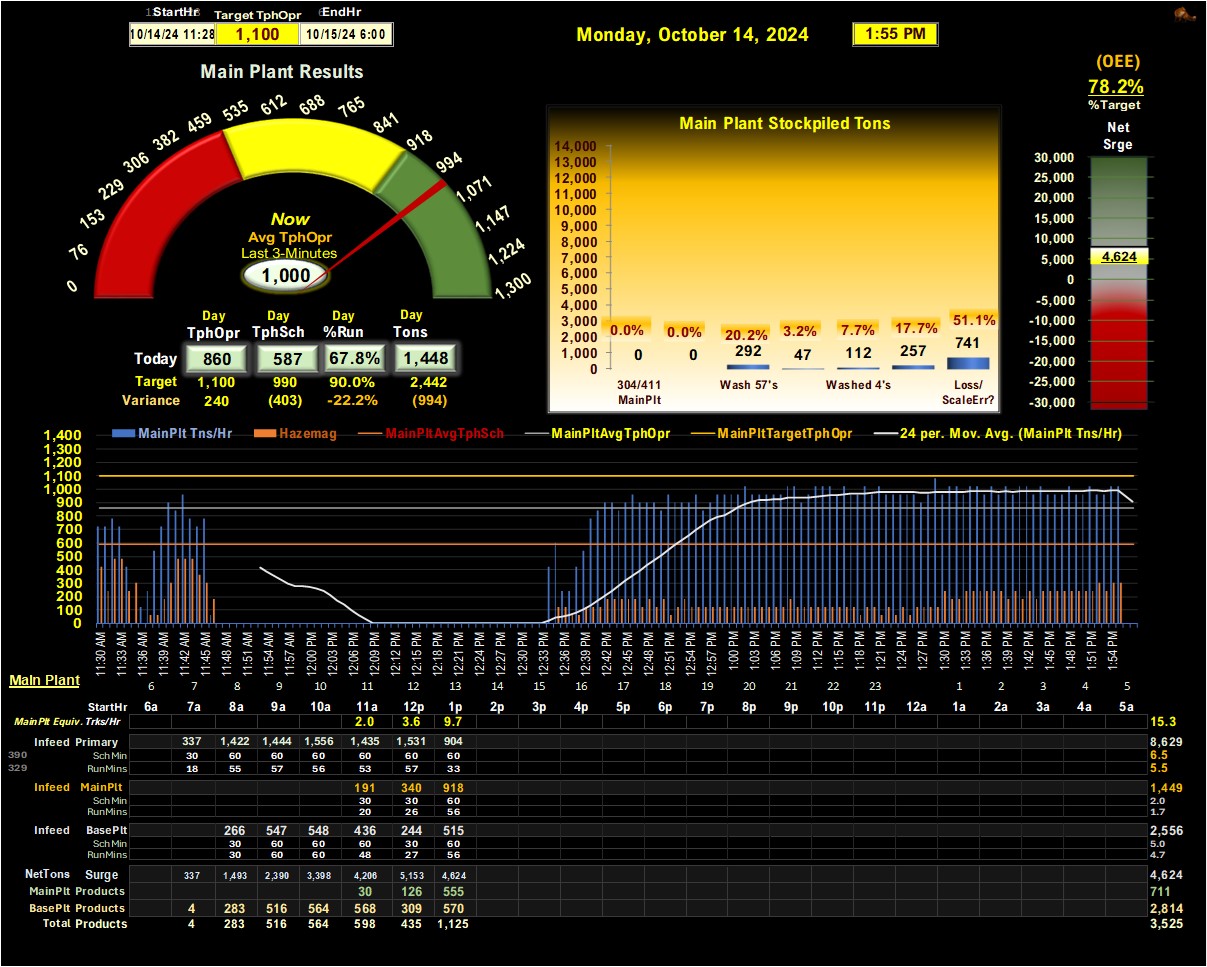 StartHr Target TphOpr EndHr
10/14/24 11:28 1,100 10/15/24 6:00
Monday, October 14, 2024 1:55 PM
(OEE)
78.2%
%Target
Net
Srge
30,000
25,000
20,000
15,000
10,000
5,000
0
-5,000
-10,000
-15,000
-20,000
-25,000
-30,000
4,624
Main Plant Results
0
76
153
229
306
382
459
535
612
688
765
841
918
994
1,071
1,147
1,224
1,300
Now
Avg TphOpr
Last 3-Minutes
1,000
Day Day Day Day
TphOpr TphSch %Run Tons
Today 860 587 67.8% 1,448
Target 1,100 990 90.0% 2,442
Variance 240 (403) -22.2% (994)
Main Plant Stockpiled Tons
14,000
13,000
12,000
11,000
10,000
9,000
8,000
7,000
6,000
5,000
4,000
3,000
2,000
1,000
0
0.0% 0.0% 20.2% 3.2% 7.7% 17.7% 51.1%
0 0 292 47 112 257 741
304/411 Wash 57's Washed 4's Loss/
MainPlt ScaleErr?
MainPlt Tns/Hr Hazemag MainPltAvgTphSch MainPltAvgTphOpr MainPltTargetTphOpr 24 per. Mov. Avg. (MainPlt Tns/Hr)
1,400
1,300
1,200
1,100
1,000
900
800
700
600
500
400
300
200
100
0
11:30 AM 11:33 AM 11:36 AM 11:39 AM 11:42 AM 11:45 AM 11:48 AM 11:51 AM 11:54 AM 11:57 AM 12:00 PM 12:03 PM 12:06 PM 12:09 PM 12:12 PM 12:15 PM 12:18 PM 12:21 PM 12:24 PM 12:27 PM 12:30 PM 12:33 PM 12:36 PM 12:39 PM 12:42 PM 12:45 PM 12:48 PM 12:51 PM 12:54 PM 12:57 PM 1:00 PM 1:03 PM 1:06 PM 1:09 PM 1:12 PM 1:15 PM 1:18 PM 1:21 PM 1:24 PM 1:27 PM 1:30 PM 1:33 PM 1:36 PM 1:39 PM 1:42 PM 1:45 PM 1:48 PM 1:51 PM 1:54 PM
Main Plant 6 7 8 9 10 11 12 13 14 15 16 17 18 19 20 21 22 23 1 2 3 4 5
StartHr 6a 7a 8a 9a 10a 11a 12p 1p 2p 3p 4p 5p 6p 7p 8p 9p 10p 11p 12a 1a 2a 3a 4a 5a
MainPlt Equiv. Trks/Hr 2.0 3.6 9.7 15.3
Infeed Primary 337 1,422 1,444 1,556 1,435 1,531 904 8,629
390 SchMin 30 60 60 60 60 60 60 6.5
329 RunMins 18 55 57 56 53 57 33 5.5
Infeed MainPlt 191 340 918 1,449
SchMin 30 30 60 2.0
RunMins 20 26 56 1.7
Infeed BasePlt 266 547 548 436 244 515 2,556
SchMin 30 60 60 60 30 60 5.0
RunMins 30 60 60 48 27 56 4.7
NetTons Surge 337 1,493 2,390 3,398 4,206 5,153 4,624 4,624
MainPlt Products 30 126 555 711
BasePlt Products 4 283 516 564 568 309 570 2,814
Total Products 4 283 516 564 598 435 1,125 3,525